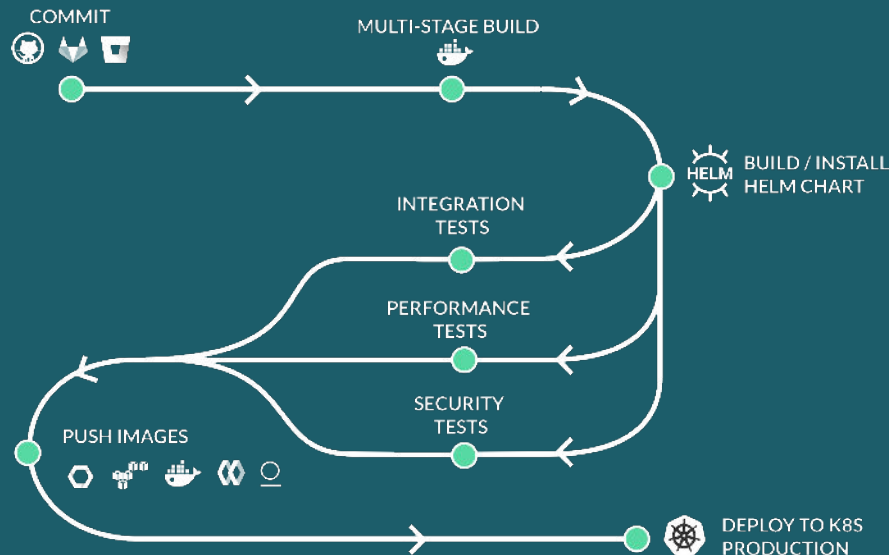 COMMIT
MULTI-STAGE BUILD
HELM
BUILD / INSTALL
HELM CHART
INTEGRATION
TESTS
PERFORMANCE
TESTS
SECURITY
TESTS
PUSH IMAGES
DEPLOY TO K8S
PRODUCTION